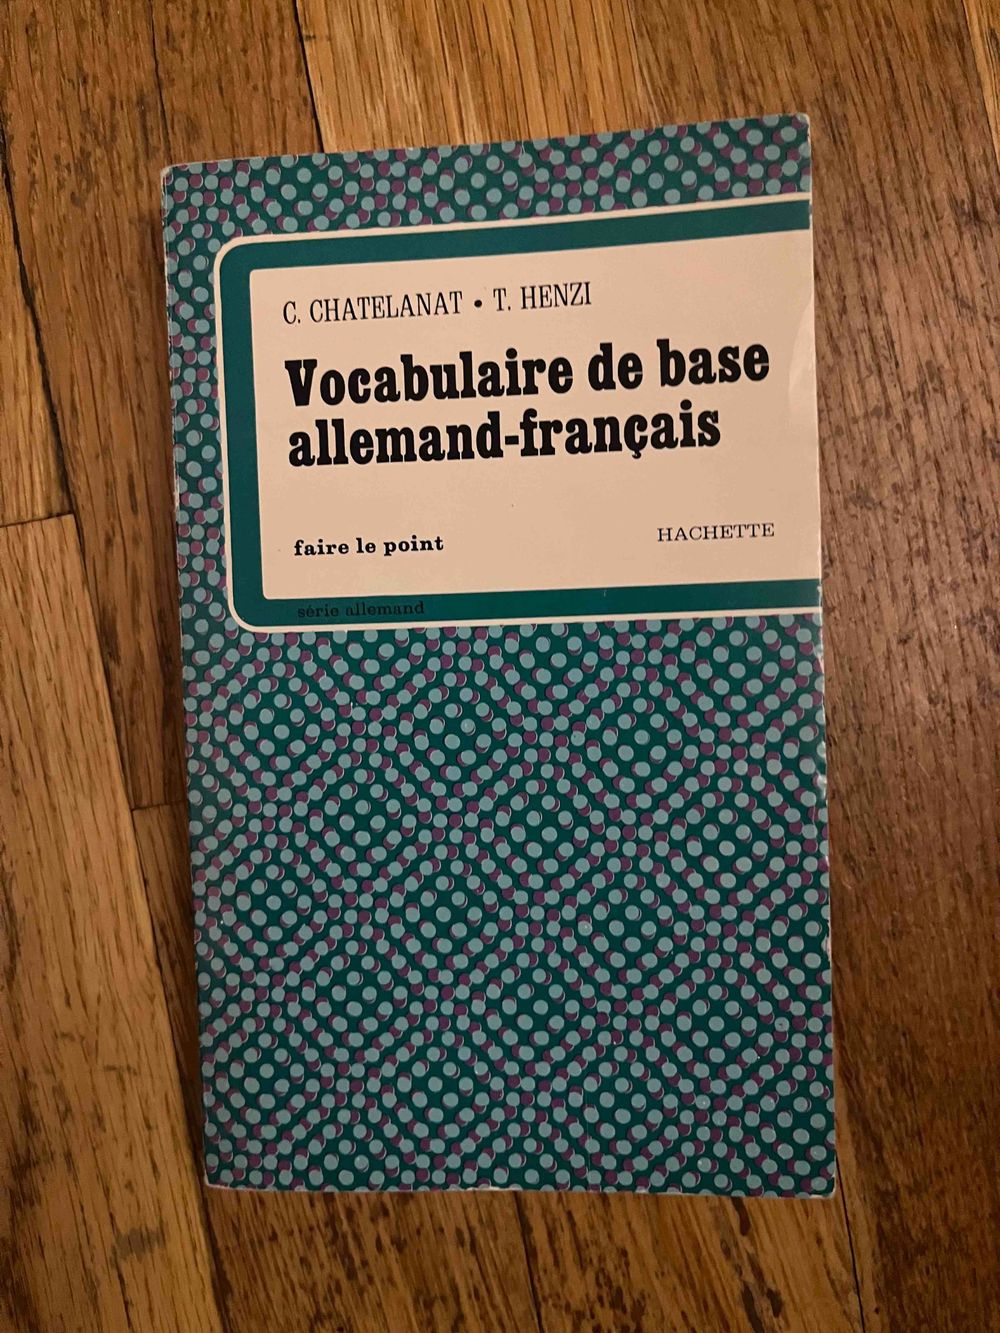 C. CHATELANAT • T. HENZI
Vocabulaire de base
allemand-français
faire le point
HACHETTE
série allemand